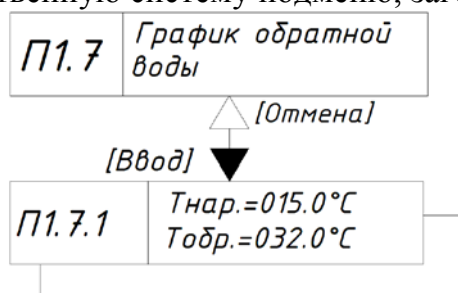 П1.7 График обратной
воды
[Отмена]
[Ввод]
Тнар.=015.0°С
П1.7.1
Тобр.=032.0°С